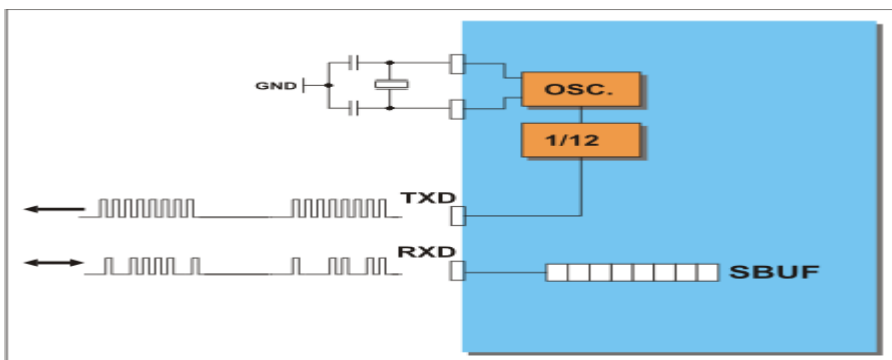 GND
OSC.
1/12
TXD
RXD
SBUF